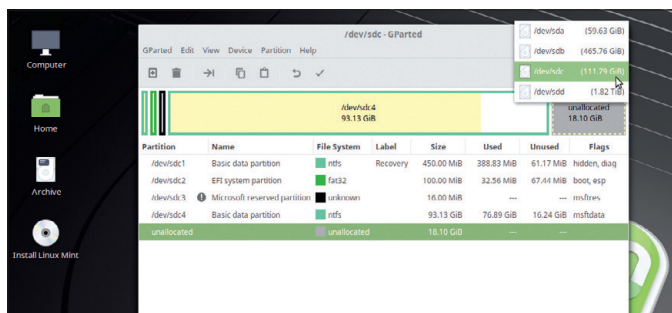 /dev/sdc - GParted
GParted Edit View Device Partition Help
/dev/sda (59.63 GiB)
/dev/sdb (465.76 GiB)
/dev/sdc (111.79 GiB)
/dev/sdd (1.82 TiB)
Computer
Home
Archive
Install Linux Mint
/dev/sdc4
93.13 GiB
unallocated
18.10 GiB
Partition Name File System Label Size Used Unused Flags
/dev/sdc1 Basic data partition ntfs Recovery 450.00 MiB 388.83 MiB 61.17 MiB hidden, diag
/dev/sdc2 EFI system partition fat32 100.00 MiB 32.56 MiB 67.44 MiB boot, esp
/dev/sdc3 Microsoft reserved partition unknown 16.00 MiB --- --- msftres
/dev/sdc4 Basic data partition ntfs 93.13 GiB 76.89 GiB 16.24 GiB msftdata
unallocated unallocated 18.10 GiB --- ---